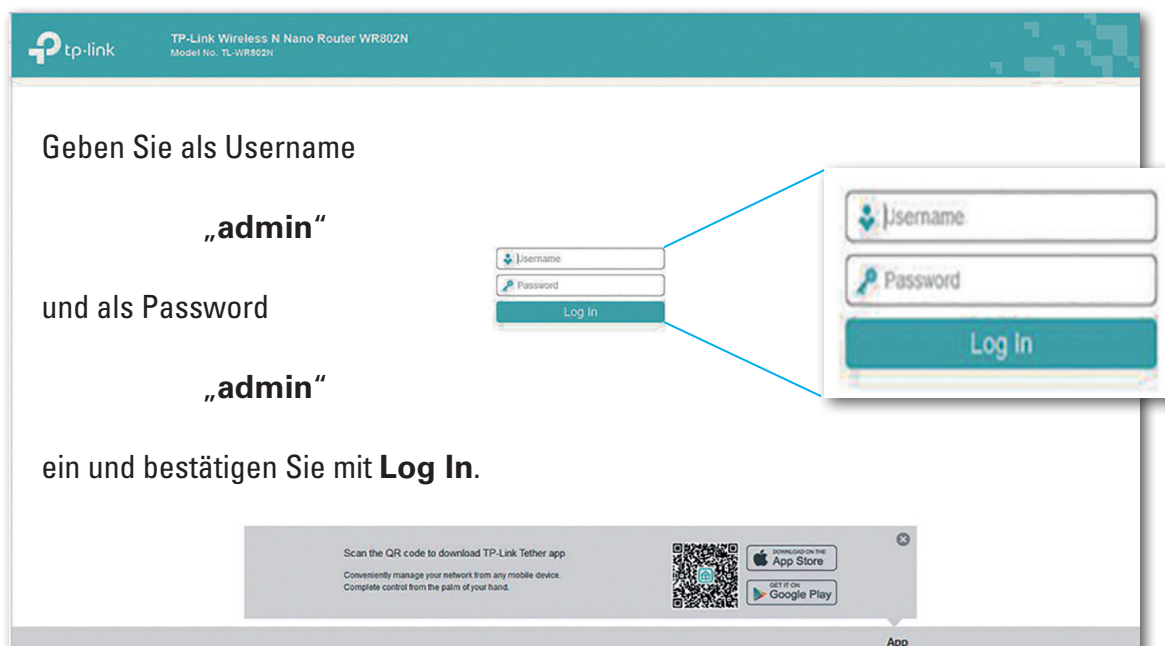 tp-link
TP-Link Wireless N Nano Router WR802N
Model No. TL-WR802N
Geben Sie als Username
„admin“
und als Password
„admin“
ein und bestätigen Sie mit Log In.
Username
Password
Log In
Username
Password
Log In
Scan the QR code to download TP-Link Tether app
Conveniently manage your network from any mobile device.
Complete control from the palm of your hand.
DOWNLOAD ON THE
App Store
GET IT ON
Google Play
App